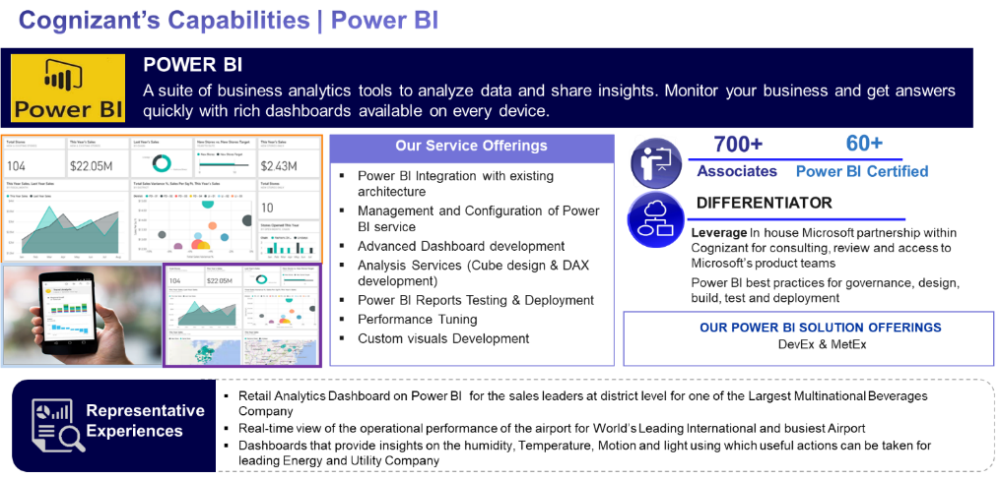 Cognizant's Capabilities | Power BI
Power BI
POWER BI
A suite of business analytics tools to analyze data and share insights. Monitor your business and get answers
quickly with rich dashboards available on every device.
Total Stores
104
This Year's Sales
$22.05M
Last Year's Sales
New Stores vs. New Stores Target
This Year's Sales
$2.43M
This Year Sales, Last Year Sales
Total Sales Variance %, Sales Per Sq Ft, This Year's Sales
Total Stores
10
Stores Opened This Year
104
$22.05M
Our Service Offerings
▪ Power BI Integration with existing
architecture
▪ Management and Configuration of Power
BI service
▪ Advanced Dashboard development
▪ Analysis Services (Cube design & DAX
development)
▪ Power BI Reports Testing & Deployment
▪ Performance Tuning
▪ Custom visuals Development
700+
Associates
60+
Power BI Certified
DIFFERENTIATOR
Leverage In house Microsoft partnership within
Cognizant for consulting, review and access to
Microsoft's product teams
Power BI best practices for governance, design,
build, test and deployment
OUR POWER BI SOLUTION OFFERINGS
DevEx & MetEx
Representative
Experiences
▪ Retail Analytics Dashboard on Power BI for the sales leaders at district level for one of the Largest Multinational Beverages
Company
▪ Real-time view of the operational performance of the airport for World's Leading International and busiest Airport
▪ Dashboards that provide insights on the humidity, Temperature, Motion and light using which useful actions can be taken for
leading Energy and Utility Company